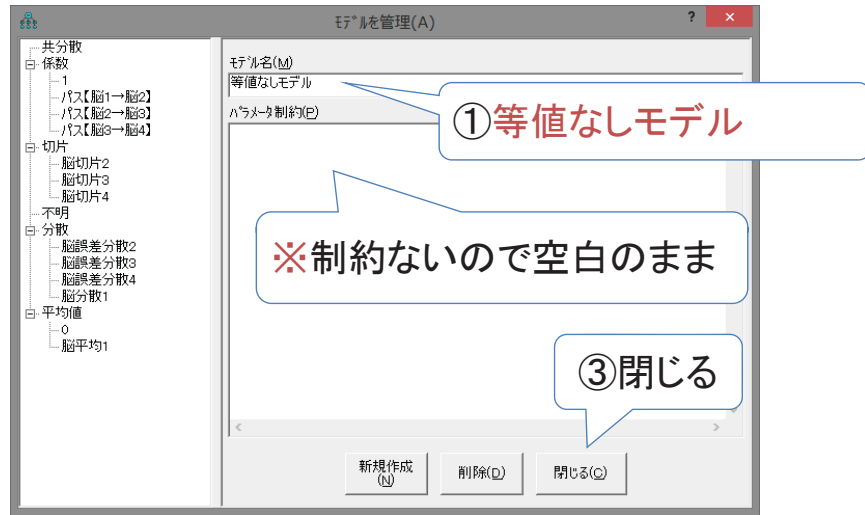 モデルを管理(A)
? ×
共分散
係数
1
パス【脳1→脳2】
パス【脳2→脳3】
パス【脳3→脳4】
切片
脳切片2
脳切片3
脳切片4
不明
分散
脳誤差分散2
脳誤差分散3
脳誤差分散4
脳分散1
平均値
0
脳平均1
モデル名(M)
等値なしモデル
パラメータ制約(P)
①等値なしモデル
※制約ないので空白のまま
③閉じる
新規作成
(N)
削除(D)
閉じる(C)